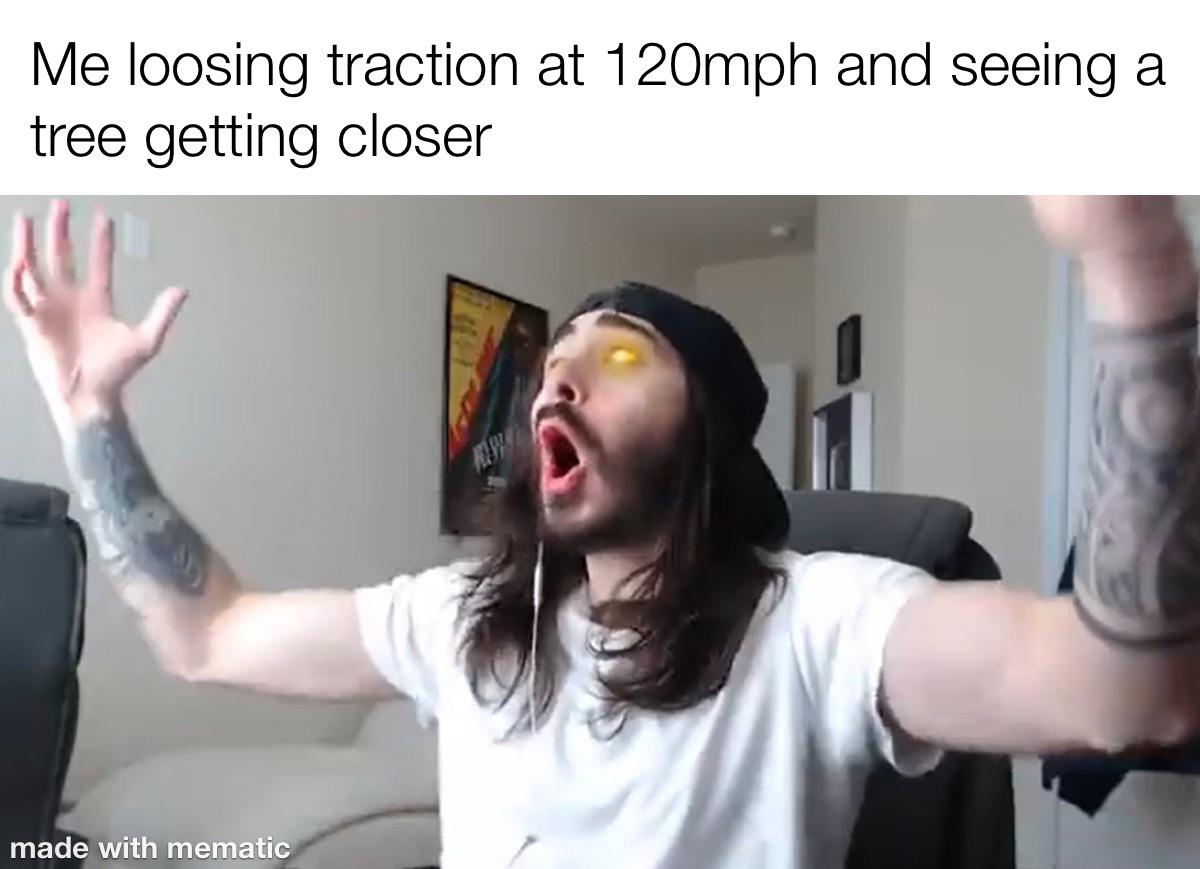 Me loosing traction at 120mph and seeing a
tree getting closer
made with mematic